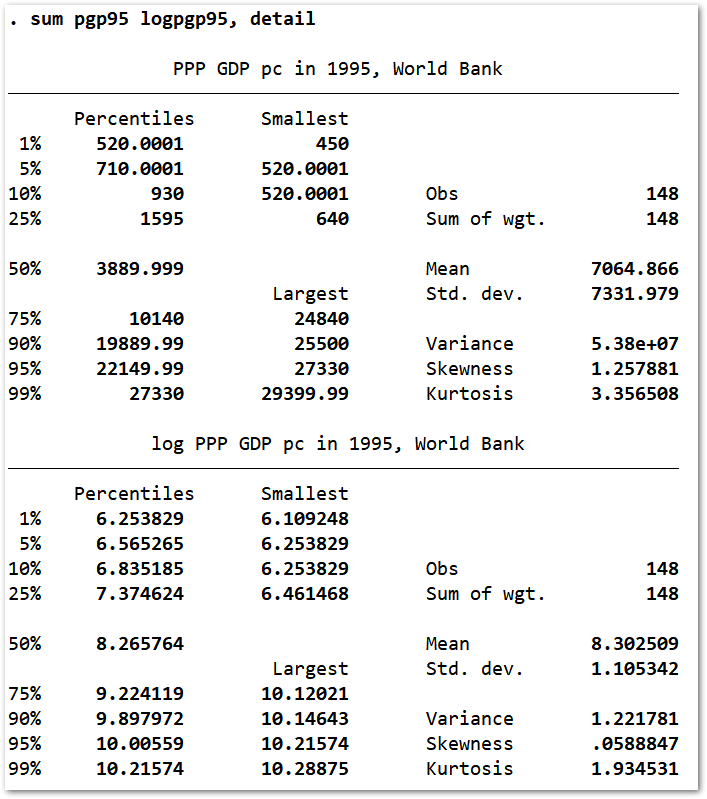 . sum pgp95 logpgp95, detail
PPP GDP pc in 1995, World Bank
Percentiles Smallest
1% 520.0001 450
5% 710.0001 520.0001
10% 930 520.0001 Obs 148
25% 1595 640 Sum of wgt. 148
50% 3889.999 Mean 7064.866
Largest Std. dev. 7331.979
75% 10140 24840
90% 19889.99 25500 Variance 5.38e+07
95% 22149.99 27330 Skewness 1.257881
99% 27330 29399.99 Kurtosis 3.356508
log PPP GDP pc in 1995, World Bank
Percentiles Smallest
1% 6.253829 6.109248
5% 6.565265 6.253829
10% 6.835185 6.253829 Obs 148
25% 7.374624 6.461468 Sum of wgt. 148
50% 8.265764 Mean 8.302509
Largest Std. dev. 1.105342
75% 9.224119 10.12021
90% 9.897972 10.14643 Variance 1.221781
95% 10.00559 10.21574 Skewness .0588847
99% 10.21574 10.28875 Kurtosis 1.934531